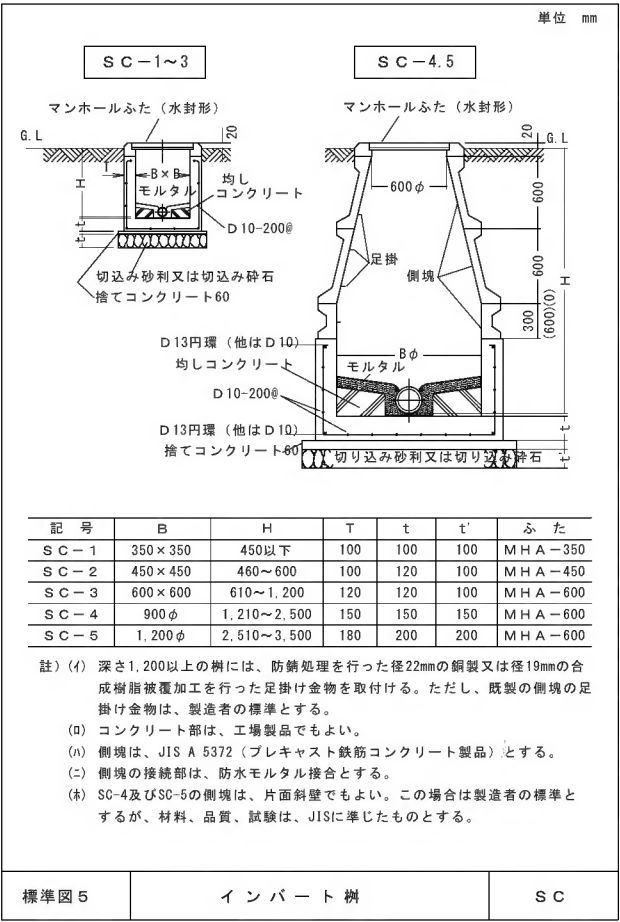 単位 mm
SC－1～3
SC－4.5
マンホールふた（水封形）
マンホールふた（水封形）
G.L
20
20
G.L
T
B×B
H
モルタル
均し
コンクリート
D10-200@
t
t
切込み砂利又は切込み砕石
捨てコンクリート60
600φ
600
600
足掛
側塊
H
300
(600)(0)
D13円環（他はD10）
Bφ
均しコンクリート
モルタル
D10-200@
D13円環（他はD10）
捨てコンクリート60
切り込み砂利又は切り込み砕石
t
t
記 号 B H T t t' ふ た
SC－1 350×350 450以下 100 100 100 MHA－350
SC－2 450×450 460～600 100 120 100 MHA－450
SC－3 600×600 610～1,200 120 120 100 MHA－600
SC－4 900φ 1,210～2,500 150 150 150 MHA－600
SC－5 1,200φ 2,510～3,500 180 200 200 MHA－600
註）(ｲ) 深さ1,200以上の桝には、防錆処理を行った径22mmの鋼製又は径19mmの合
成樹脂被覆加工を行った足掛け金物を取付ける。ただし、既製の側塊の足
掛け金物は、製造者の標準とする。
(ﾛ) コンクリート部は、工場製品でもよい。
(ﾊ) 側塊は、JIS A 5372（プレキャスト鉄筋コンクリート製品）とする。
(ﾆ) 側塊の接続部は、防水モルタル接合とする。
(ﾎ) SC-4及びSC-5の側塊は、片面斜壁でもよい。この場合は製造者の標準と
するが、材料、品質、試験は、JISに準じたものとする。
標準図5
インバート桝
SC